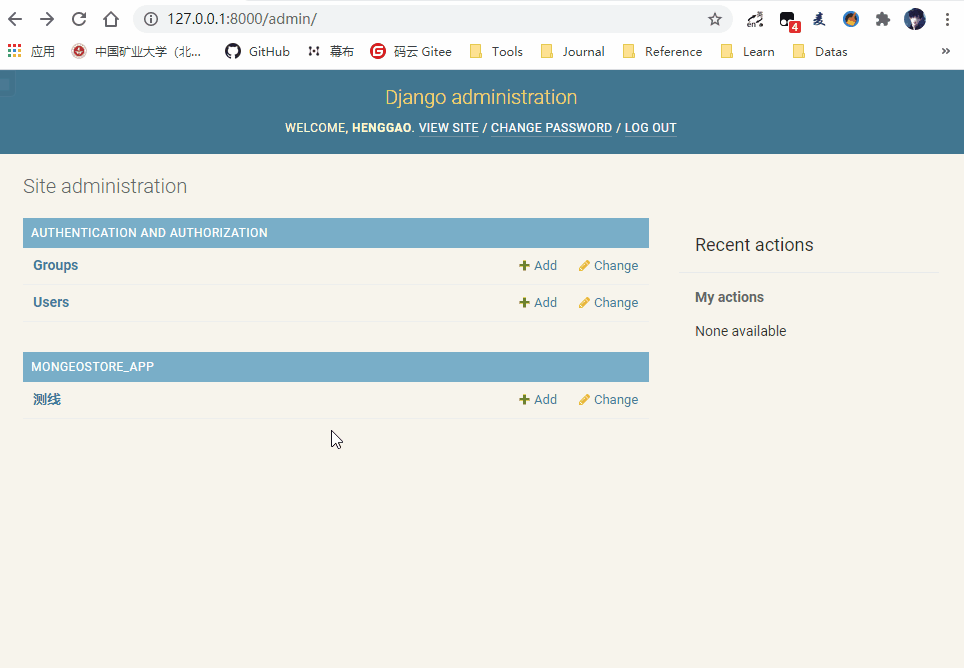 127.0.0.1:8000/admin/
en 英
4
麦
应用 中国矿业大学（北... GitHub 幕布 码云 Gitee Tools Journal Reference Learn Datas »
Django administration
WELCOME, HENGGAO. VIEW SITE / CHANGE PASSWORD / LOG OUT
Site administration
AUTHENTICATION AND AUTHORIZATION
Groups Add Change
Users Add Change
MONGEOSTORE_APP
测线 Add Change
Recent actions
My actions
None available